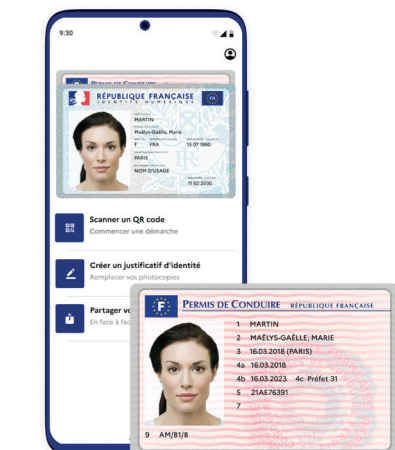 9:30
PERMIS DE CONDUIRE
RÉPUBLIQUE FRANÇAISE
IDENTITÉ NUMÉRIQUE
FR
MARTIN
Maëlys-Gaëlle, Marie
F FRA 13 07 1990
PARIS
NOM D'USAGE
11 02 2030
Scanner un QR code
Commencer une démarche
Créer un justificatif d'identité
Remplacer vos photocopies
Partager
En face à fac
F PERMIS DE CONDUIRE RÉPUBLIQUE FRANÇAISE
1 MARTIN
2 MAËLYS-GAËLLE, MARIE
3 16.03.2018 (PARIS)
4a 16.03.2018
4b 16.03.2023 4c Préfet 31
5 21AE76391
7
9 AM/B1/B